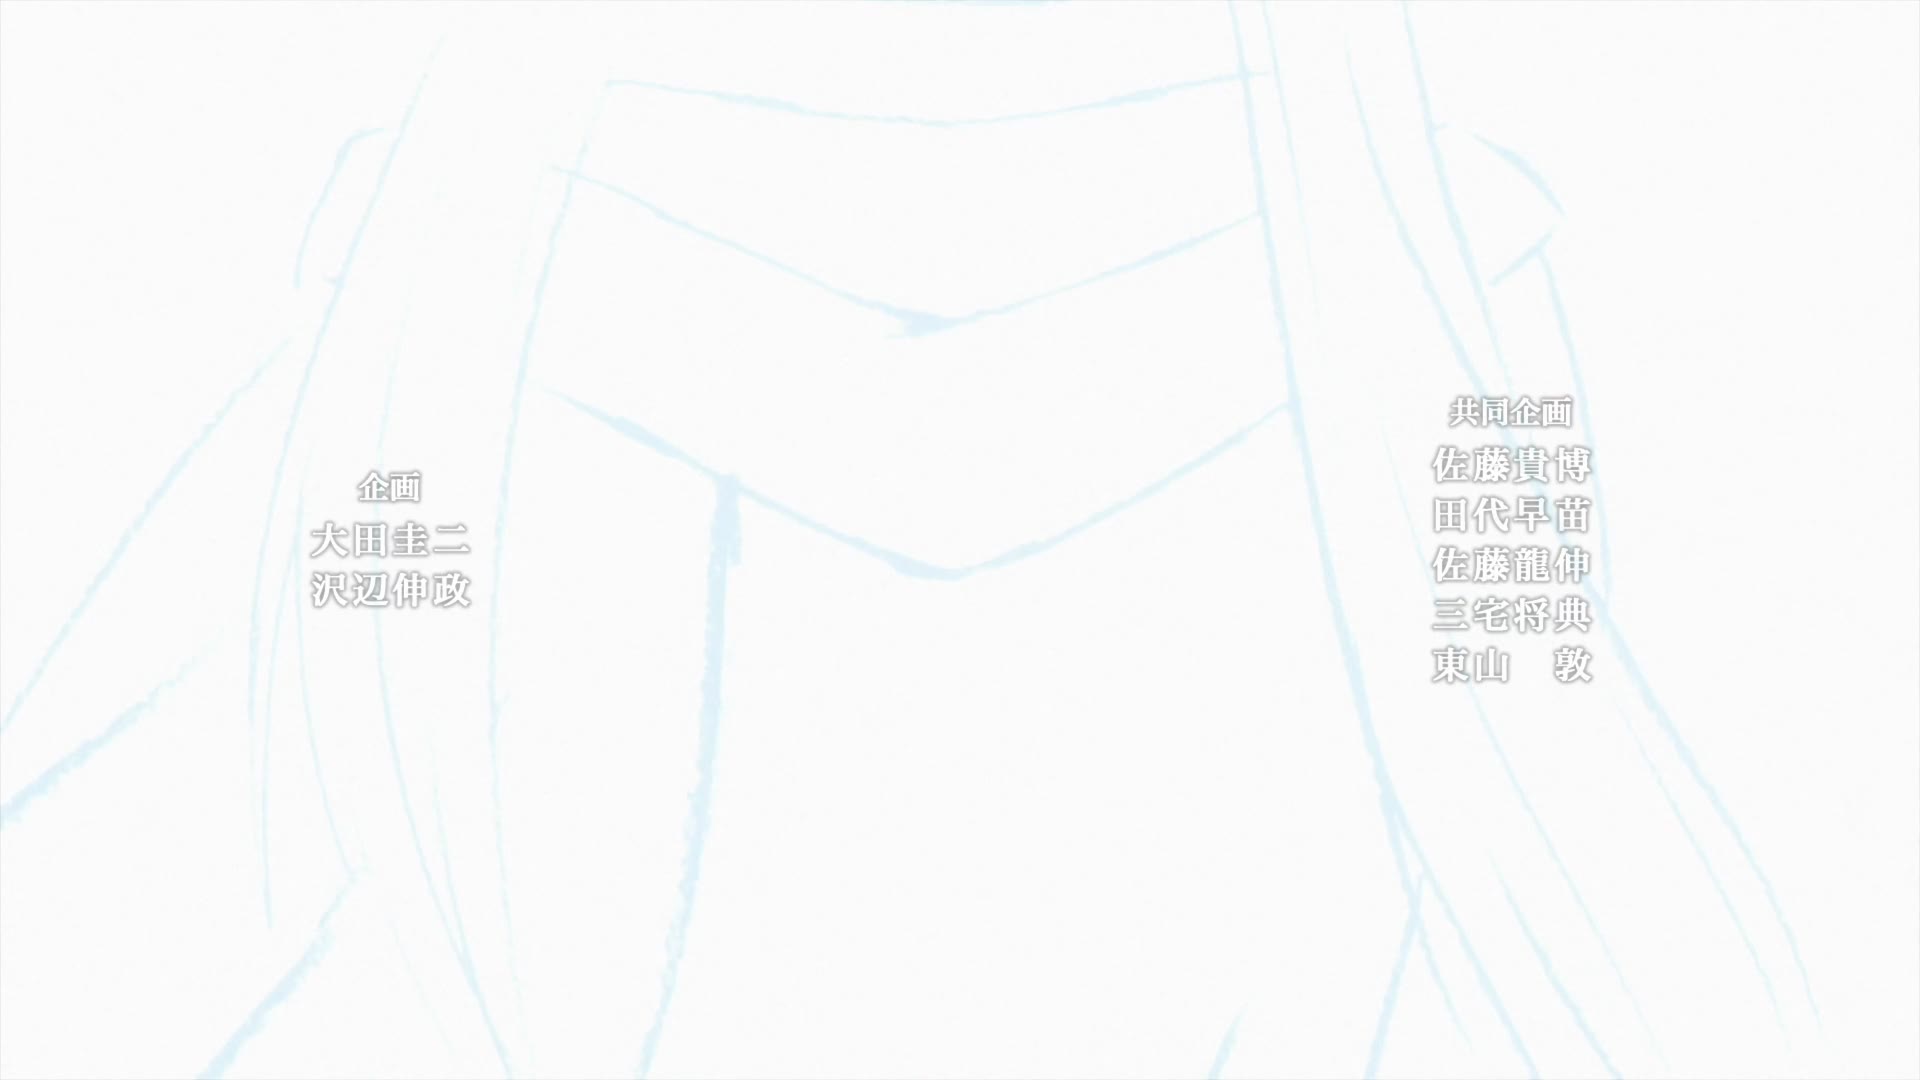 企画
大田圭二
沢辺伸政
共同企画
佐藤貴博
田代早苗
佐藤龍伸
三宅将典
東山　敦